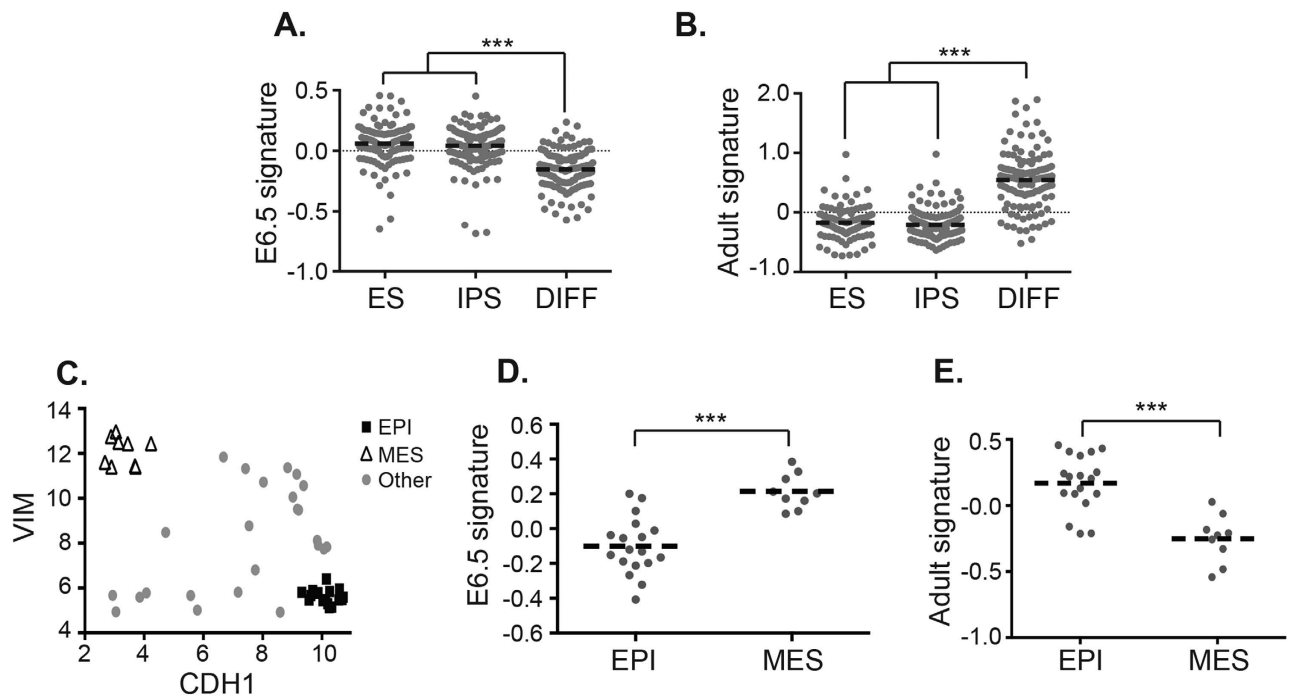 A.
***
E6.5 signature
0.5
0.0
-0.5
-1.0
ES IPS DIFF
B.
***
Adult signature
2.0
1.0
0
-1.0
ES IPS DIFF
C.
VIM
14
12
10
8
6
4
2 4 6 8 10
CDH1
EPI
MES
Other
D.
***
E6.5 signature
0.6
0.4
0.2
0.0
-0.2
-0.4
-0.6
EPI MES
E.
***
Adult signature
0.5
-0.0
-0.5
-1.0
EPI MES